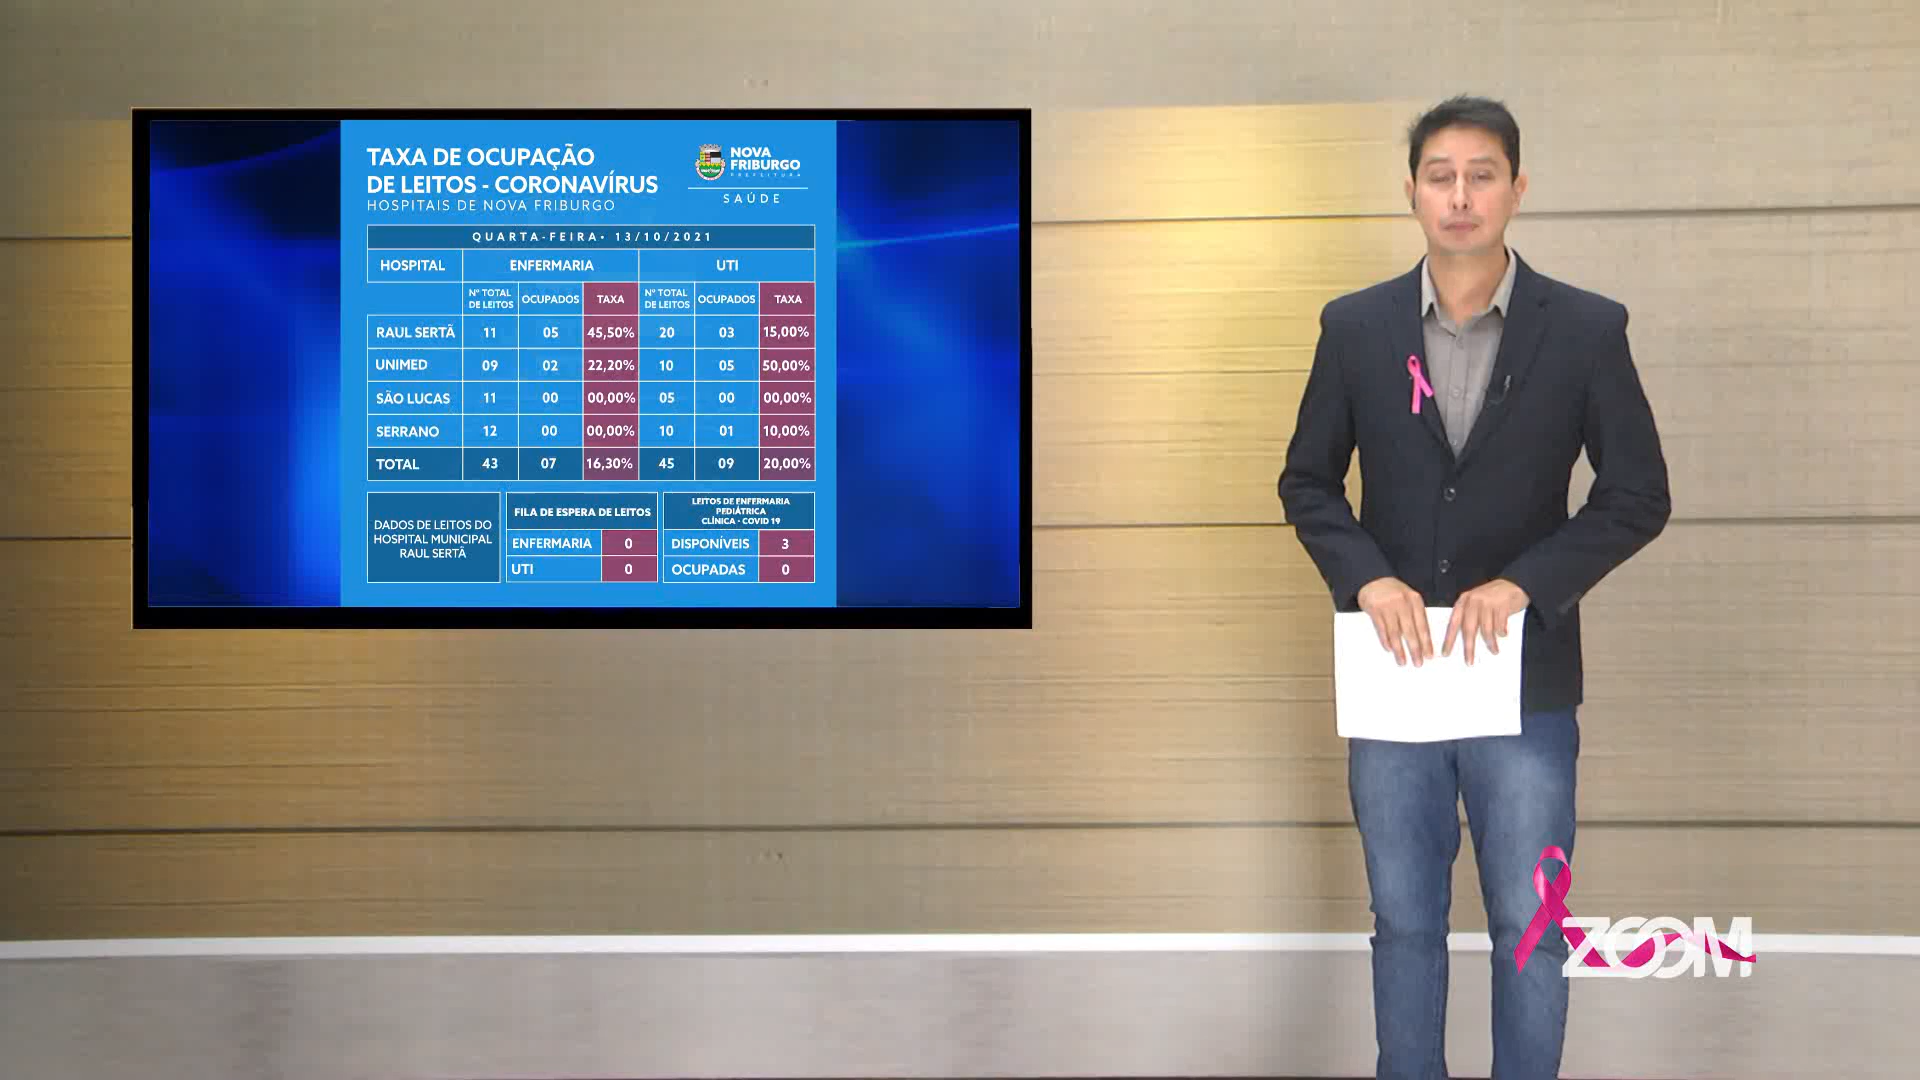 TAXA DE OCUPAÇÃO
DE LEITOS - CORONAVÍRUS
HOSPITAIS DE NOVA FRIBURGO
NOVA
FRIBURGO
PREFEITURA
SAÚDE
QUARTA-FEIRA• 13/10/2021
HOSPITAL ENFERMARIA UTI
Nº TOTAL DE LEITOS OCUPADOS TAXA Nº TOTAL DE LEITOS OCUPADOS TAXA
RAUL SERTÃ 11 05 45,50% 20 03 15,00%
UNIMED 09 02 22,20% 10 05 50,00%
SÃO LUCAS 11 00 00,00% 05 00 00,00%
SERRANO 12 00 00,00% 10 01 10,00%
TOTAL 43 07 16,30% 45 09 20,00%
DADOS DE LEITOS DO
HOSPITAL MUNICIPAL
RAUL SERTÃ
FILA DE ESPERA DE LEITOS
ENFERMARIA 0
UTI 0
LEITOS DE ENFERMARIA
PEDIÁTRICA
CLÍNICA - COVID 19
DISPONÍVEIS 3
OCUPADAS 0
ZOOM